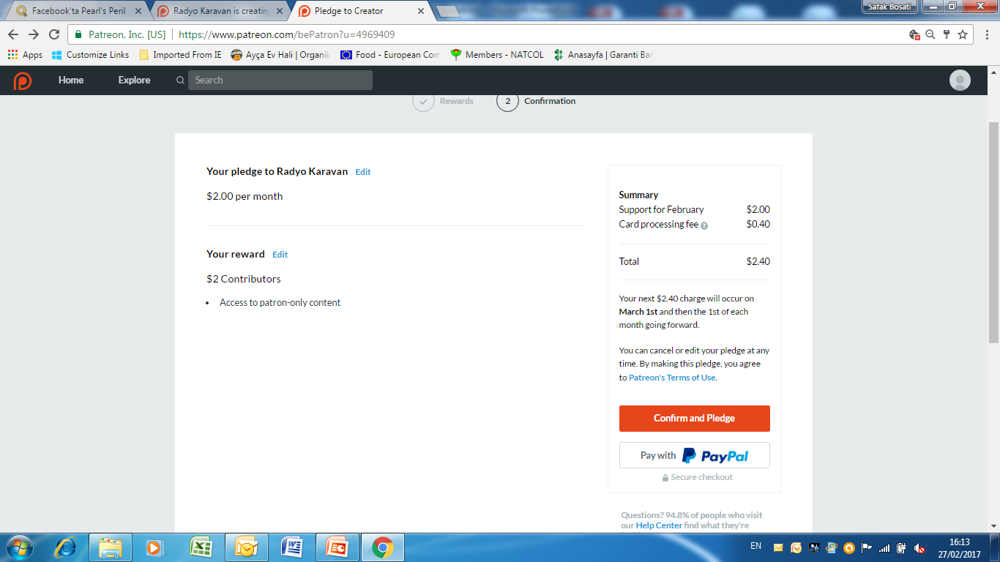 Facebook'ta Pearl's Peril
Radyo Karavan is creatin
Pledge to Creator
Safak Bosati
Patreon, Inc. [US]
https://www.patreon.com/bePatron?u=4969409
Apps
Customize Links
Imported From IE
Ayça Ev Hali | Organik
Food - European Com
Members - NATCOL
Anasayfa | Garanti Ban
Home
Explore
Search
Rewards
2
Confirmation
Your pledge to Radyo Karavan Edit
$2.00 per month
Your reward Edit
$2 Contributors
• Access to patron-only content
Summary
Support for February $2.00
Card processing fee ? $0.40
Total $2.40
Your next $2.40 charge will occur on
March 1st and then the 1st of each
month going forward.
You can cancel or edit your pledge at any
time. By making this pledge, you agree
to Patreon's Terms of Use.
Confirm and Pledge
Pay with PayPal
Secure checkout
Questions? 94.8% of people who visit
our Help Center find what they're
EN
16:13
27/02/2017